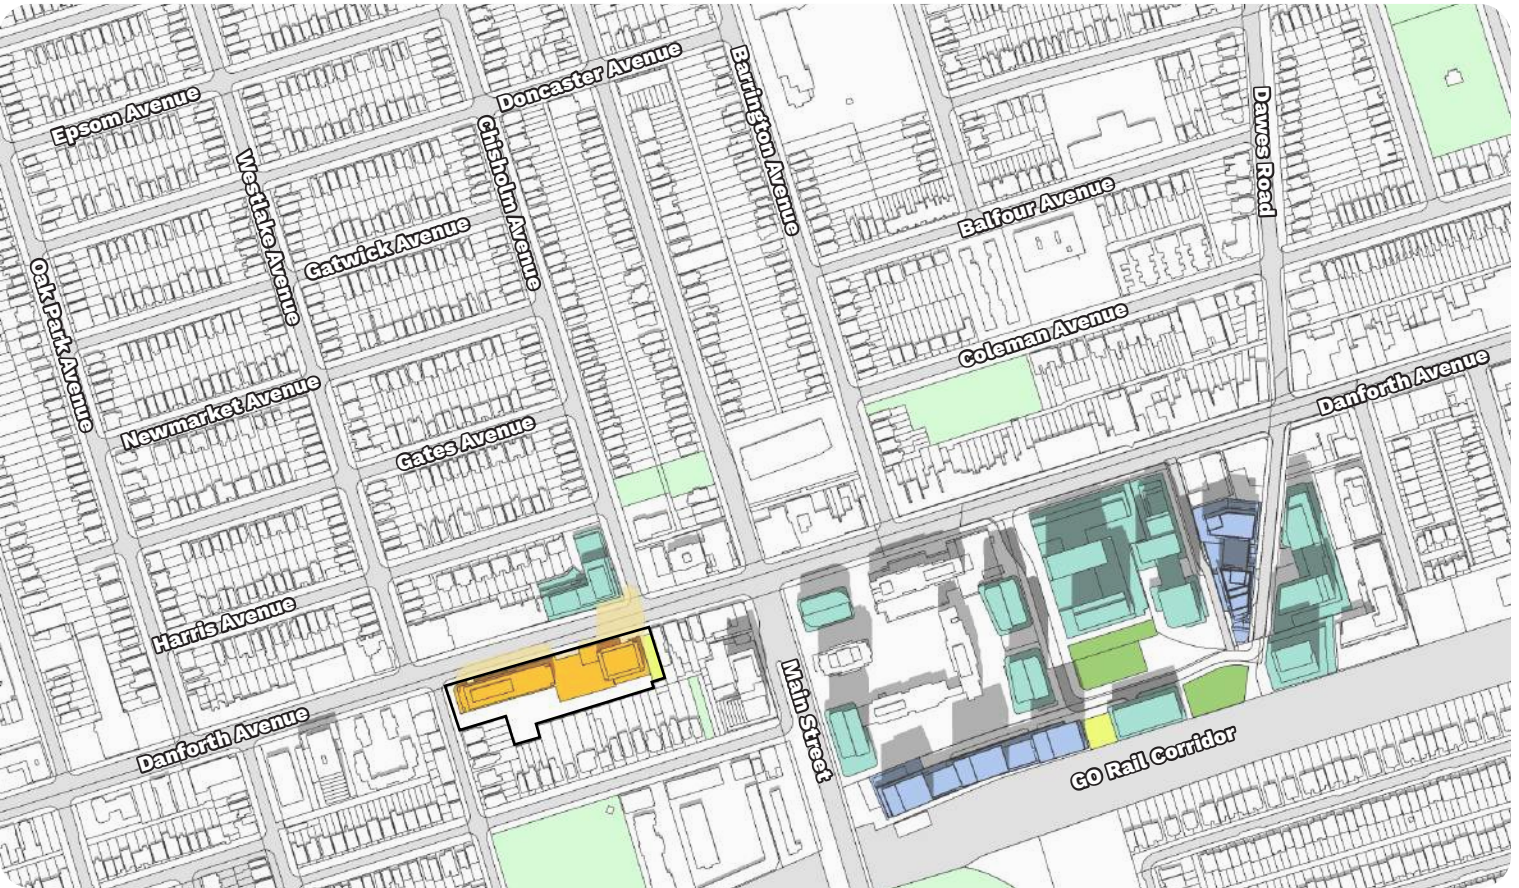 Doncaster Avenue
Epsom Avenue
Barrington Avenue
Dawes Road
Chisholm Avenue
Westlake Avenue
Balfour Avenue
Gatwick Avenue
Oak Park Avenue
Coleman Avenue
Danforth Avenue
Newmarket Avenue
Gates Avenue
Harris Avenue
Main Street
Danforth Avenue
GO Rail Corridor